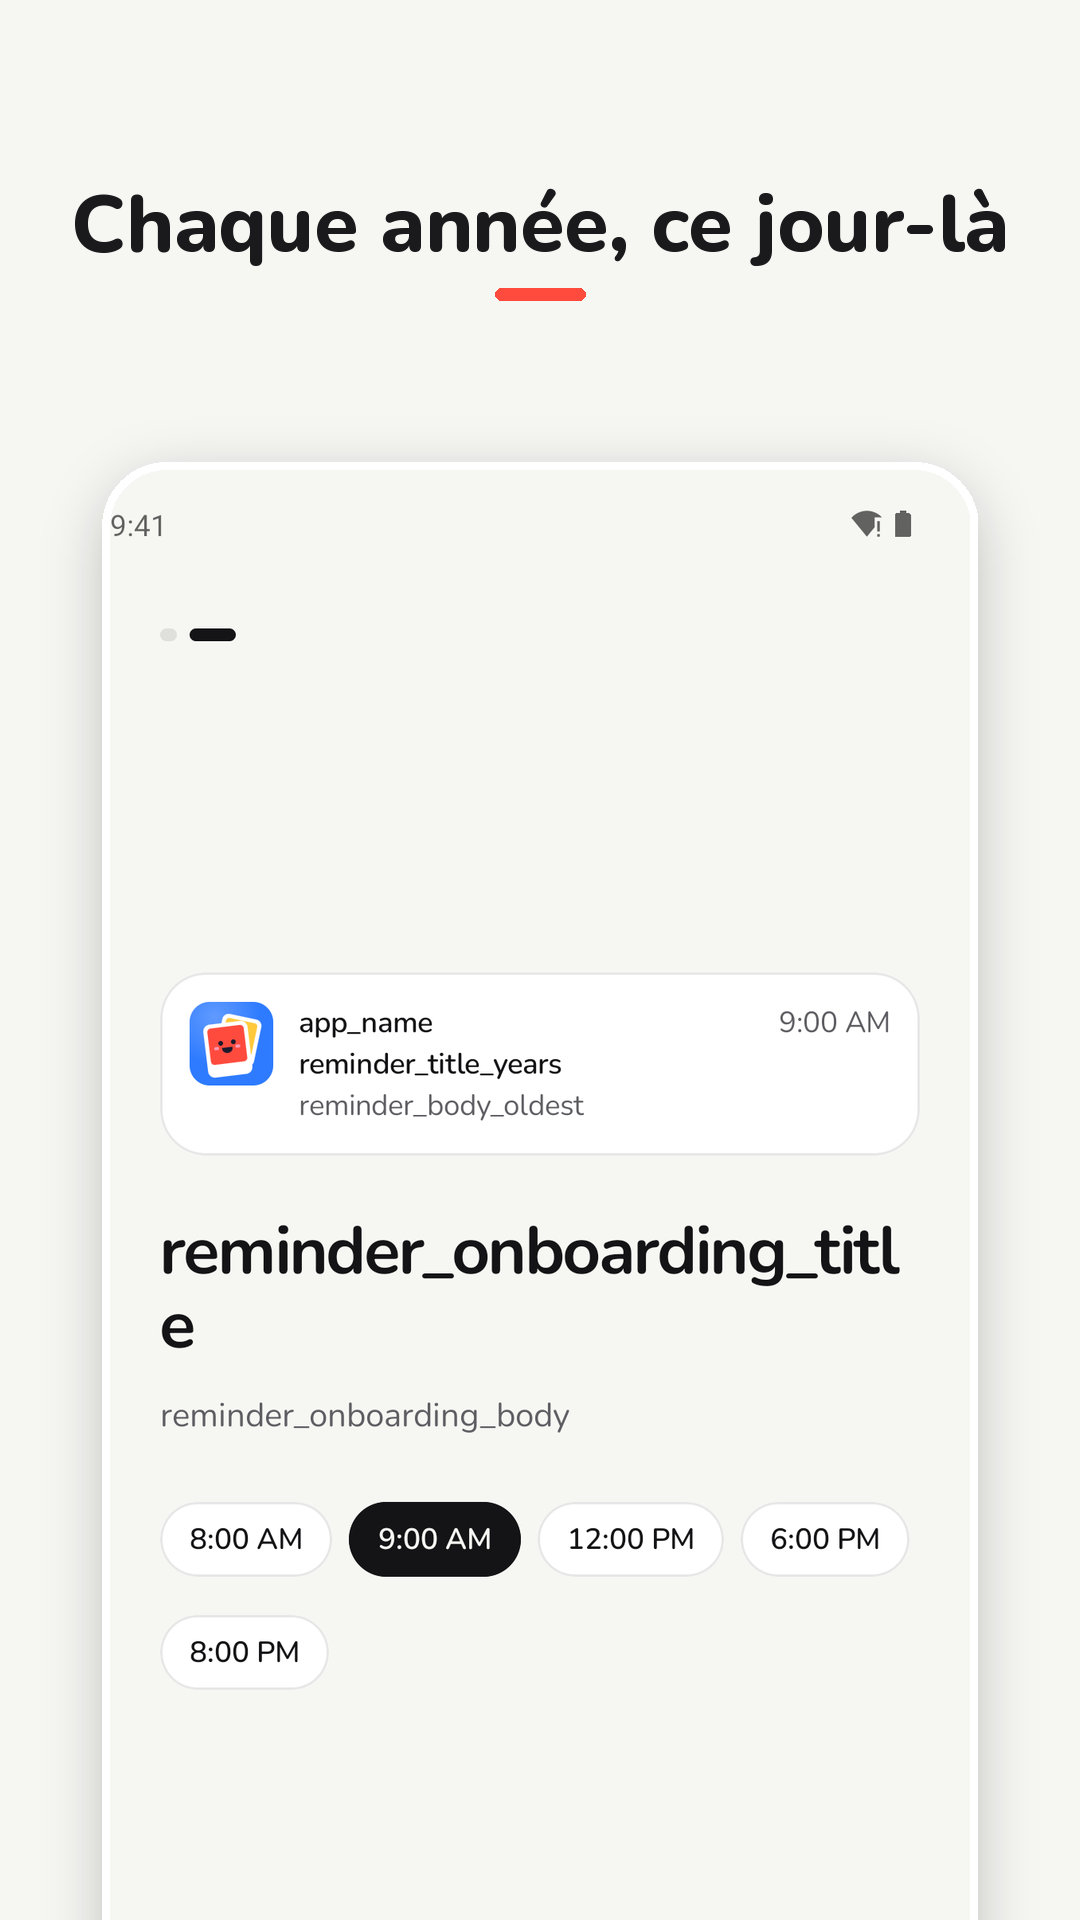 Chaque année, ce jour-là
9:41
app_name
9:00 AM
reminder_title_years
reminder_body_oldest
reminder_onboarding_titl
e
reminder_onboarding_body
8:00 AM
9:00 AM
12:00 PM
6:00 PM
8:00 PM